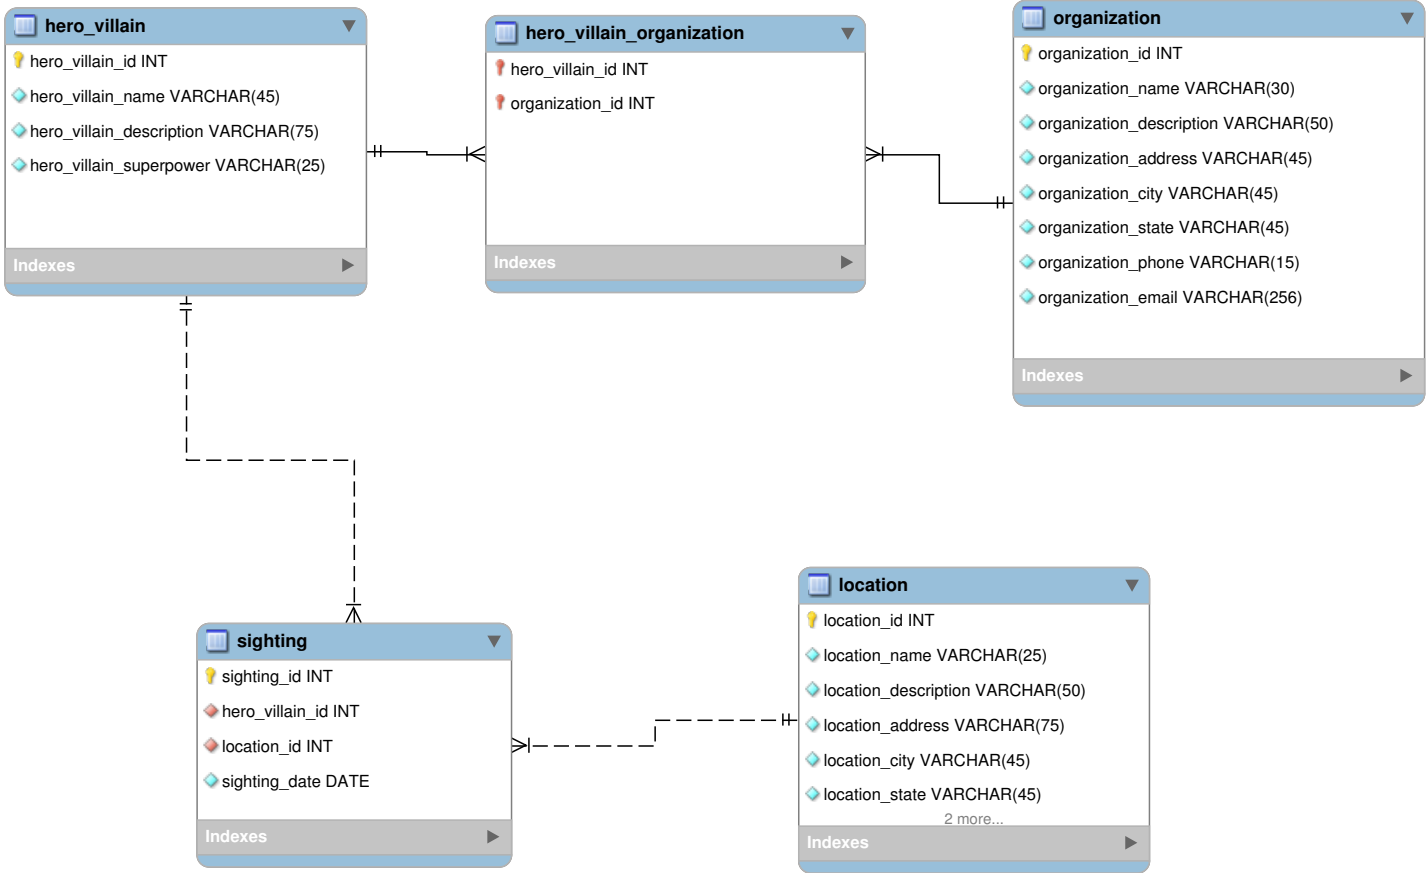 hero_villain
hero_villain_id INT
hero_villain_name VARCHAR(45)
hero_villain_description VARCHAR(75)
hero_villain_superpower VARCHAR(25)
Indexes
hero_villain_organization
hero_villain_id INT
organization_id INT
Indexes
organization
organization_id INT
organization_name VARCHAR(30)
organization_description VARCHAR(50)
organization_address VARCHAR(45)
organization_city VARCHAR(45)
organization_state VARCHAR(45)
organization_phone VARCHAR(15)
organization_email VARCHAR(256)
Indexes
sighting
sighting_id INT
hero_villain_id INT
location_id INT
sighting_date DATE
Indexes
location
location_id INT
location_name VARCHAR(25)
location_description VARCHAR(50)
location_address VARCHAR(75)
location_city VARCHAR(45)
location_state VARCHAR(45)
2 more...
Indexes